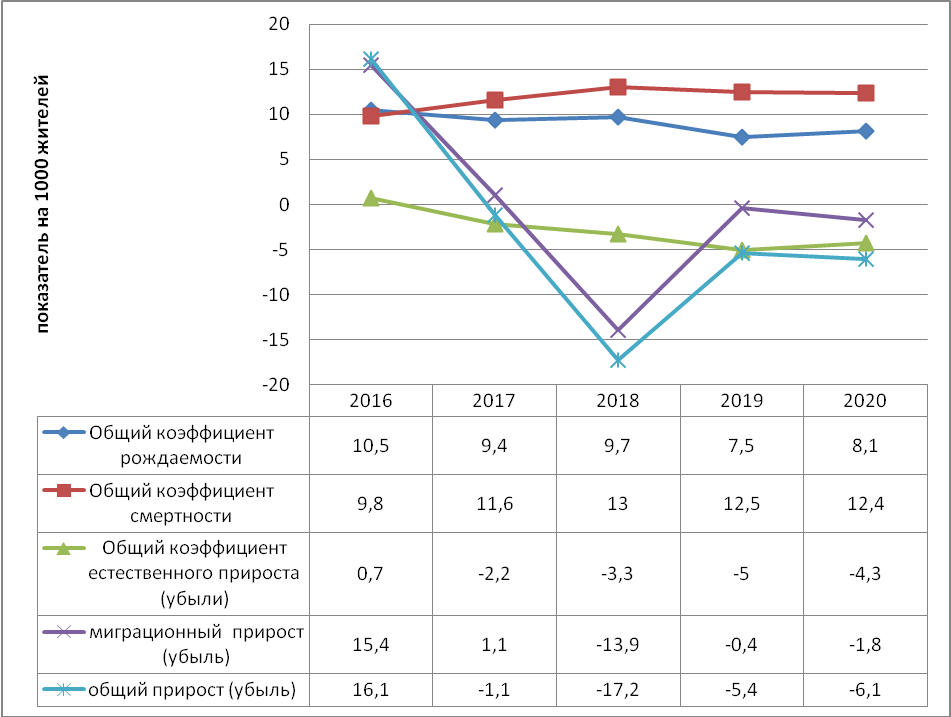 показатель на 1000 жителей
20
15
10
5
0
-5
-10
-15
-20
2016 2017 2018 2019 2020
Общий коэффициент
рождаемости
10,5 9,4 9,7 7,5 8,1
Общий коэффициент
смертности
9,8 11,6 13 12,5 12,4
Общий коэффициент
естественного прироста
(убыли)
0,7 -2,2 -3,3 -5 -4,3
миграционный прирост
(убыль)
15,4 1,1 -13,9 -0,4 -1,8
общий прирост (убыль) 16,1 -1,1 -17,2 -5,4 -6,1